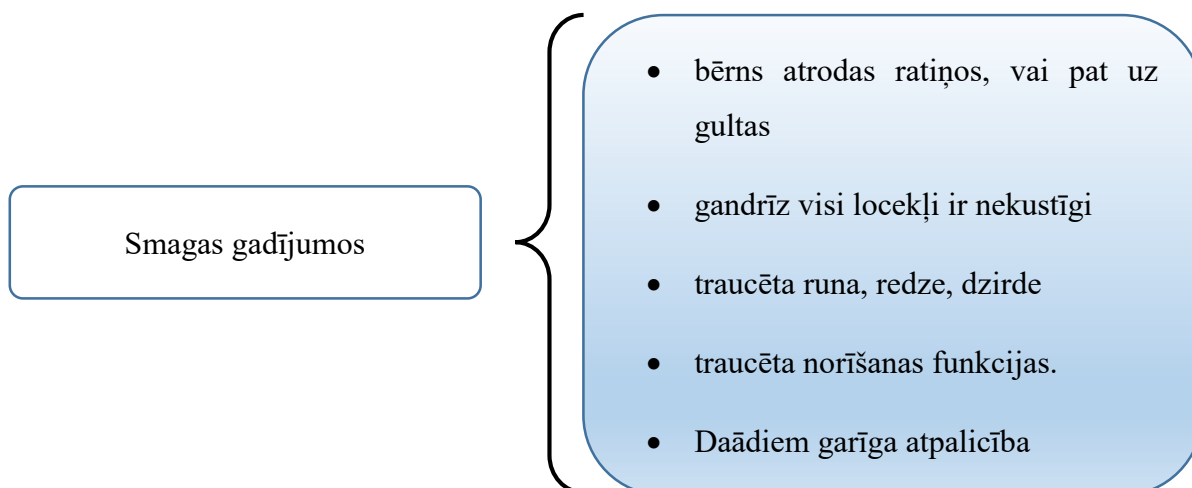 Smagas gadījumos
• bērns atrodas ratiņos, vai pat uz
gultas
• gandrīz visi locekļi ir nekustīgi
• traucēta runa, redze, dzirde
• traucēta norīšanas funkcijas.
• Daādiem garīga atpalicība